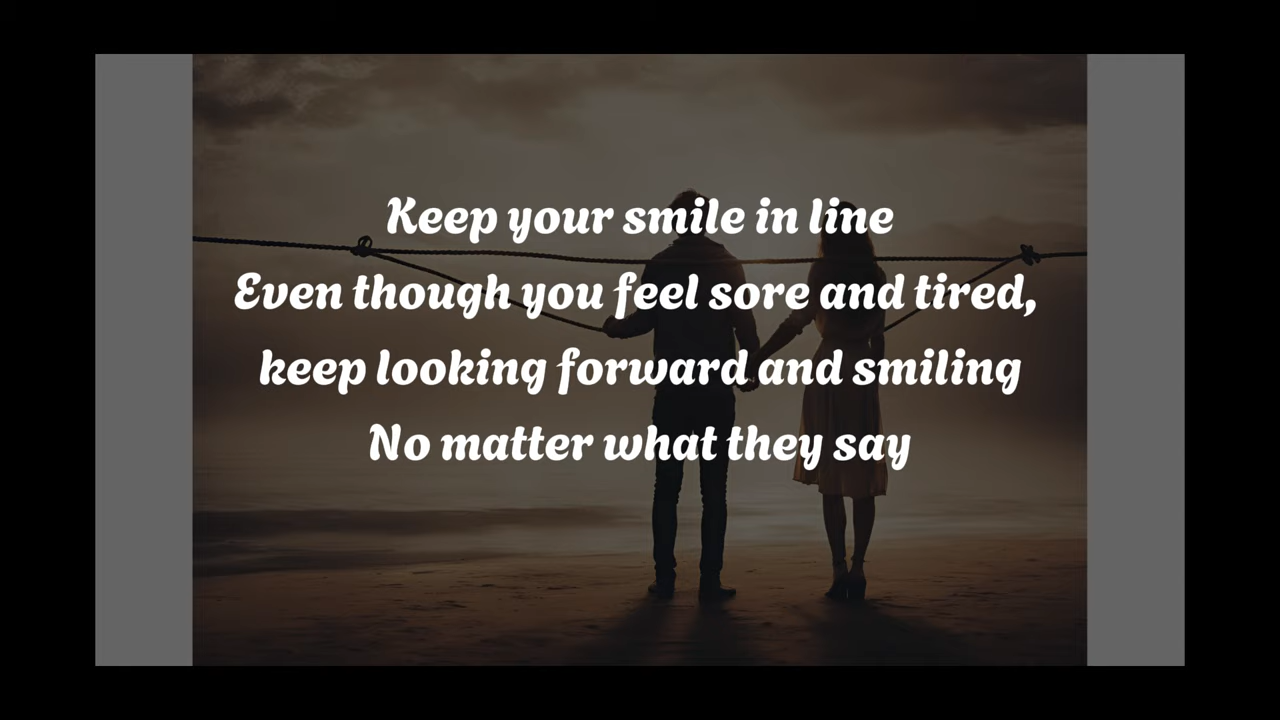 Keep your smile in line
Even though you feel sore and tired,
keep looking forward and smiling
No matter what they say